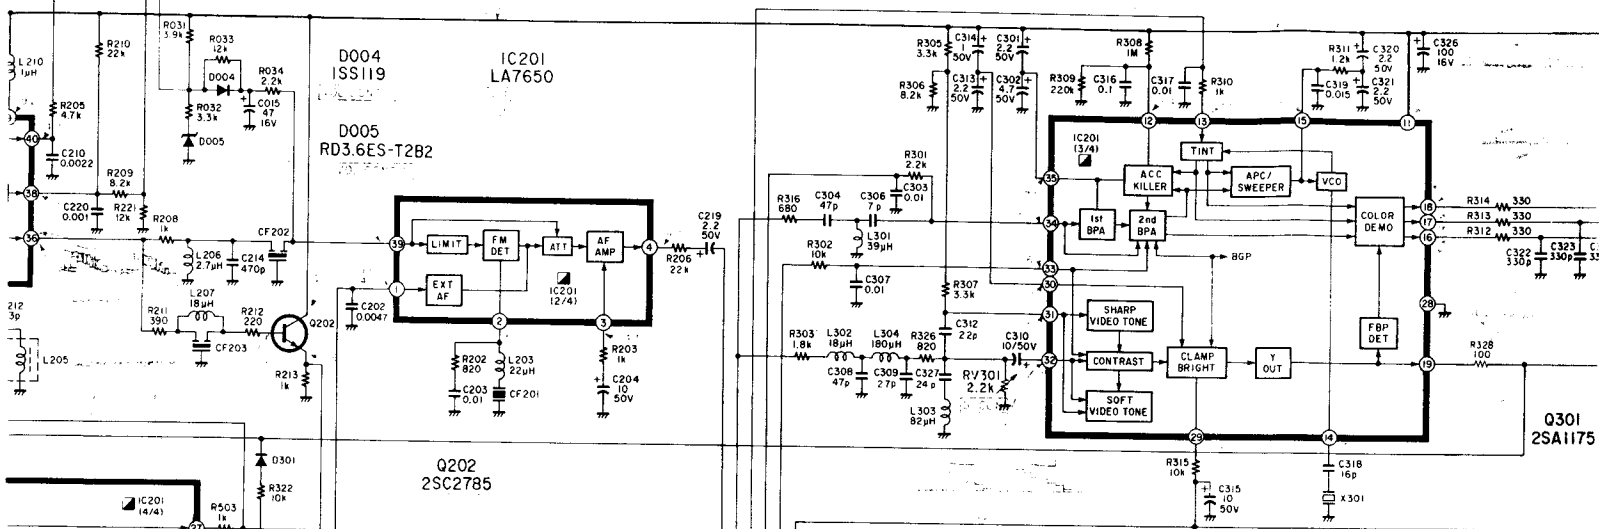 R031
3.9k
R210
22k
R033
12k
D004
L210
1μH
R034
2.2k
R205
4.7k
R032
3.3k
C015
47
16V
D005
40
C210
0.0022
D004
1SS119
IC201
LA7650
D005
RD3.6ES-T2B2
38
R209
8.2k
C220
0.001
R221
12k
R208
1k
36
CF202
L206
2.7μH
C214
470p
L207
18μH
R211
390
R212
220
Q202
CF203
R213
1k
212
3p
L205
39
LIMIT
FM
DET
ATT
AF
AMP
4
C219
2.2
50V
R206
22k
1
EXT
AF
IC201
(2/4)
C202
0.0047
2
3
R202
820
L203
22μH
R203
1k
C203
0.01
CF201
C204
10
50V
D301
R322
10k
IC201
(4/4)
R503
1k
27
Q202
2SC2785
R305
3.3k
C314
1
50V
C301
2.2
50V
R306
8.2k
C313
2.2
50V
C302
4.7
50V
R308
1M
R309
220k
C316
0.1
C317
0.01
R310
1k
R311
1.2k
C320
2.2
50V
C319
0.015
C321
2.2
50V
C326
100
16V
12
13
15
11
IC201
(3/4)
TINT
35
ACC
KILLER
APC/
SWEEPER
VCO
R301
2.2k
C303
0.01
R316
680
C304
47p
C306
7p
34
1st
BPA
2nd
BPA
COLOR
DEMO
18
R314
330
17
R313
330
16
R312
330
L301
39μH
R302
10k
33
BGP
C322
330p
C323
330p
C307
0.01
30
R307
3.3k
28
31
SHARP
VIDEO TONE
FBP
DET
C312
22p
R303
1.8k
L302
18μH
L304
180μH
R326
820
C310
10/50V
32
CONTRAST
CLAMP
BRIGHT
Y
OUT
19
R328
100
C308
47p
C309
27p
C327
24p
RV301
2.2k
SOFT
VIDEO TONE
L303
82μH
Q301
2SA1175
29
14
R315
10k
C318
16p
C315
10
50V
X301